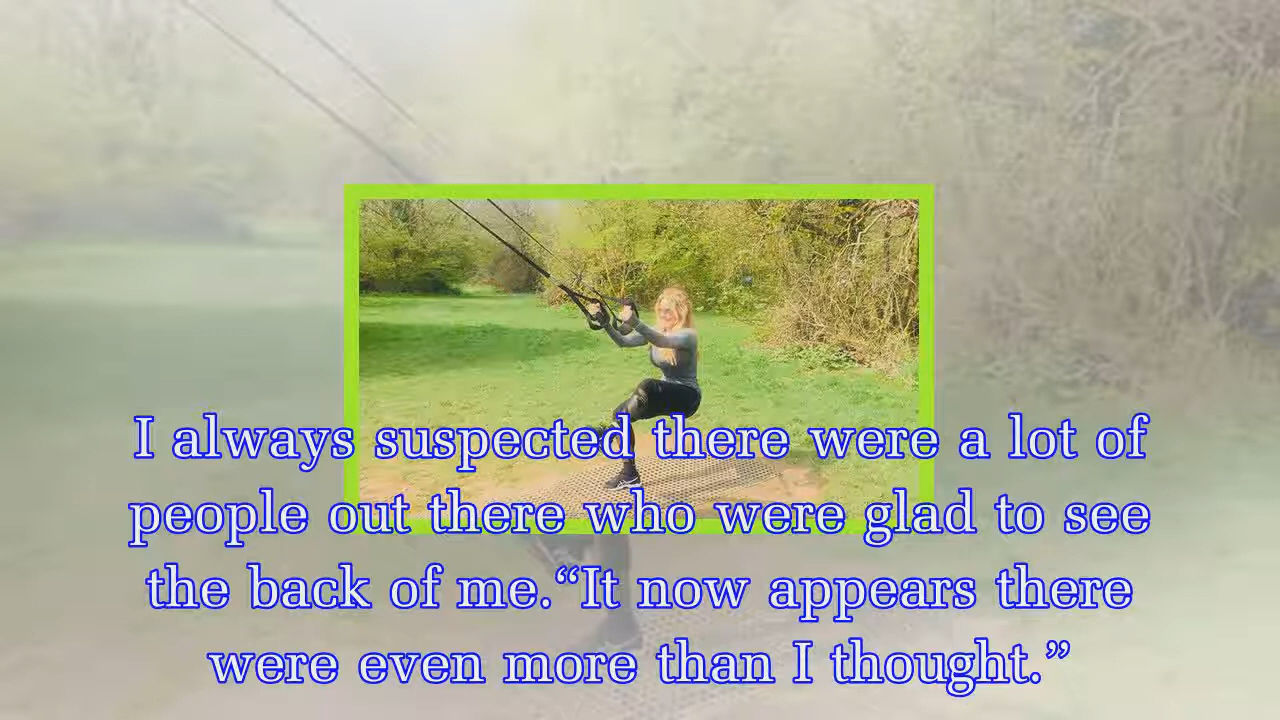 I always suspected there were a lot of
people out there who were glad to see
the back of me.“It now appears there
were even more than I thought.”